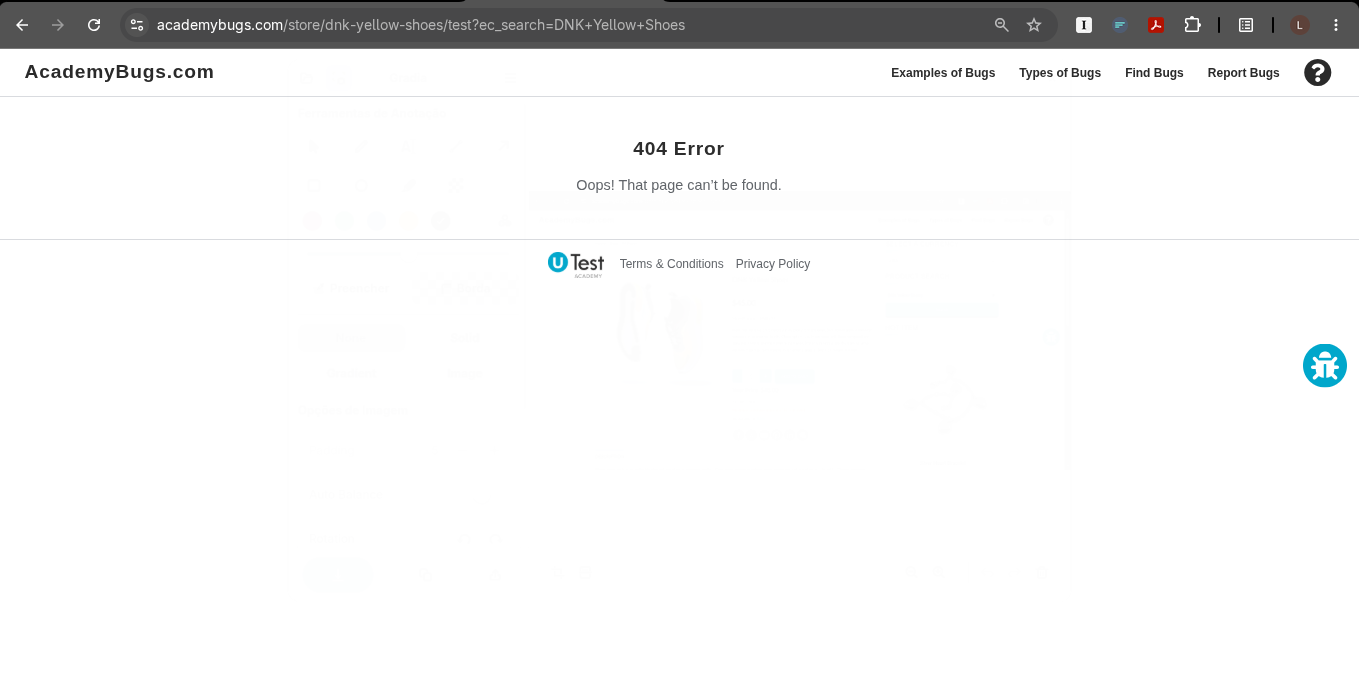 academybugs.com/store/dnk-yellow-shoes/test?ec_search=DNK+Yellow+Shoes
I
L
AcademyBugs.com
Examples of Bugs
Types of Bugs
Find Bugs
Report Bugs
?
404 Error
Oops! That page can’t be found.
U Test
ACADEMY
Terms & Conditions
Privacy Policy